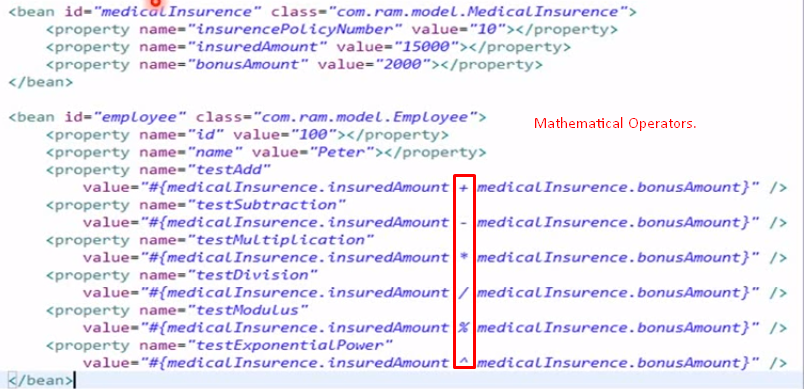 <bean id="medicalInsurence" class="com.ram.model.MedicalInsurence">
<property name="insurencePolicyNumber" value="10"></property>
<property name="insuredAmount" value="15000"></property>
<property name="bonusAmount" value="2000"></property>
</bean>
<bean id="employee" class="com.ram.model.Employee">
Mathematical Operators.
<property name="id" value="100"></property>
<property name="name" value="Peter"></property>
<property name="testAdd"
value="#{medicalInsurence.insuredAmount + medicalInsurence.bonusAmount}" />
<property name="testSubtraction"
value="#{medicalInsurence.insuredAmount - medicalInsurence.bonusAmount}" />
<property name="testMultiplication"
value="#{medicalInsurence.insuredAmount * medicalInsurence.bonusAmount}" />
<property name="testDivision"
value="#{medicalInsurence.insuredAmount / medicalInsurence.bonusAmount}" />
<property name="testModulus"
value="#{medicalInsurence.insuredAmount % medicalInsurence.bonusAmount}" />
<property name="testExponentialPower"
value="#{medicalInsurence.insuredAmount ^ medicalInsurence.bonusAmount}" />
</bean>